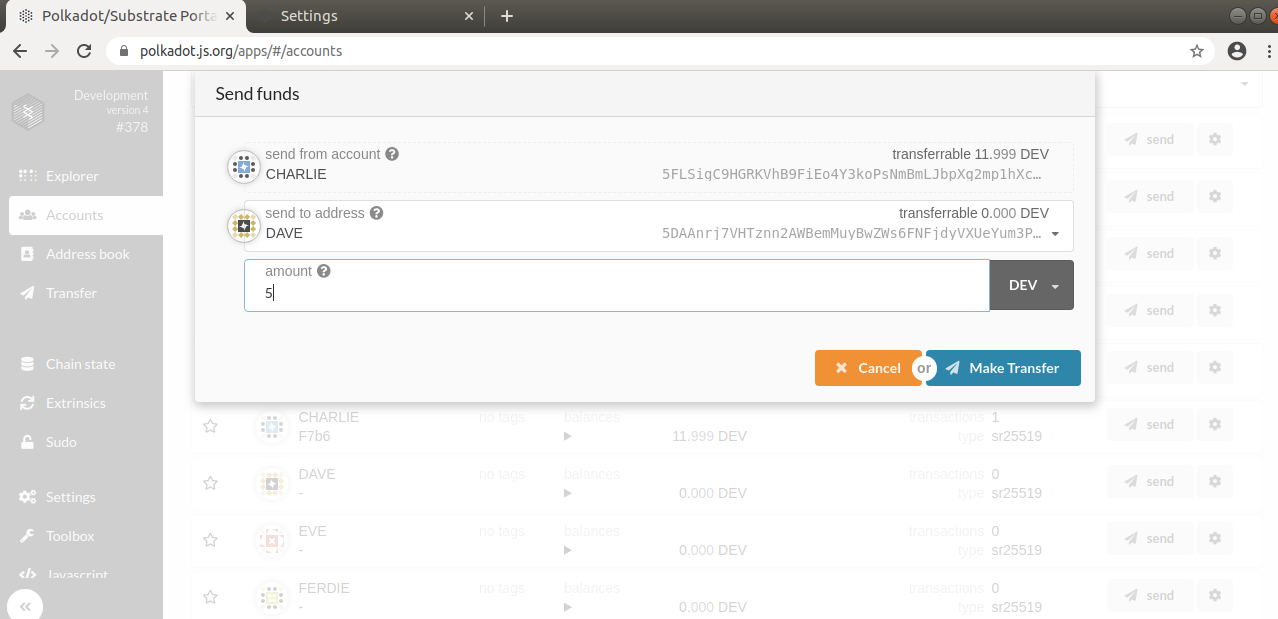 Polkadot/Substrate Porta
Settings
polkadot.js.org/apps/#/accounts
Development
version 4
#378
Explorer
Accounts
Address book
Transfer
Chain state
Extrinsics
Sudo
Settings
Toolbox
Javascript
Send funds
send from account
transferrable 11.999 DEV
CHARLIE
5FLSigC9HGRKVhB9FiEo4Y3koPsNmBmLJbpXq2mp1hXc…
send to address
transferrable 0.000 DEV
DAVE
5DAAnrj7VHTznn2AWBemMuyBwZWs6FNFjdyVXUeYum3P…
amount
5
DEV
Cancel
or
Make Transfer
send
send
send
send
send
CHARLIE no tags balances transactions 1
F7b6 11.999 DEV type sr25519 send
DAVE no tags balances transactions 0
- 0.000 DEV type sr25519 send
EVE no tags balances transactions 0
- 0.000 DEV type sr25519 send
FERDIE no tags balances transactions 0
- 0.000 DEV type sr25519 send